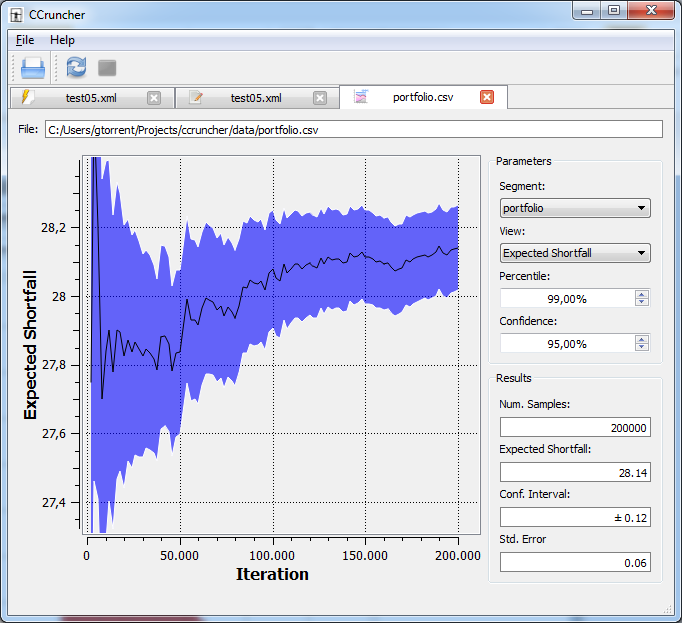 CCruncher
File Help
test05.xml test05.xml portfolio.csv
File: C:/Users/gtorrent/Projects/ccruncher/data/portfolio.csv
Expected Shortfall
28,2
28
27,8
27,6
27,4
0 50.000 100.000 150.000 200.000
Iteration
Parameters
Segment:
portfolio
View:
Expected Shortfall
Percentile:
99,00%
Confidence:
95,00%
Results
Num. Samples:
200000
Expected Shortfall:
28.14
Conf. Interval:
± 0.12
Std. Error
0.06